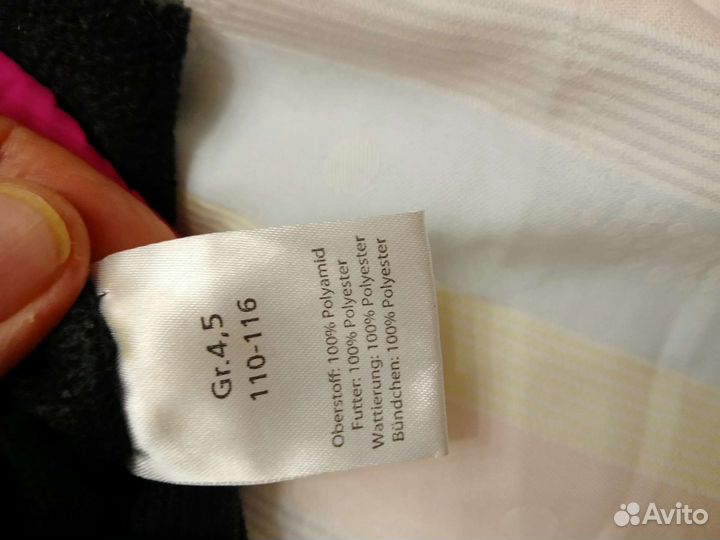 Gr.4,5
110-116
Oberstoff: 100% Polyamid
Futter: 100% Polyester
Wattierung: 100% Polyester
Bündchen: 100% Polyester
Avito